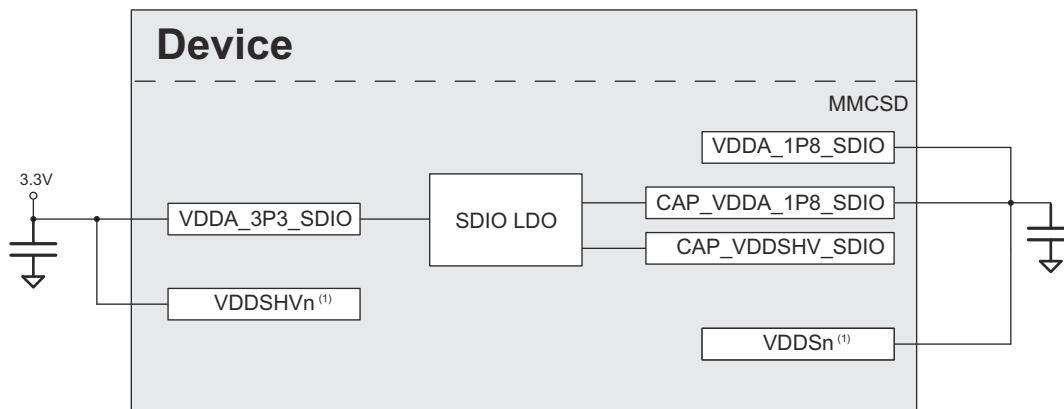 Device
MMCSD
VDDA_1P8_SDIO
3.3V
VDDA_3P3_SDIO
SDIO LDO
CAP_VDDA_1P8_SDIO
CAP_VDDSHV_SDIO
VDDSHVn (1)
VDDSn (1)